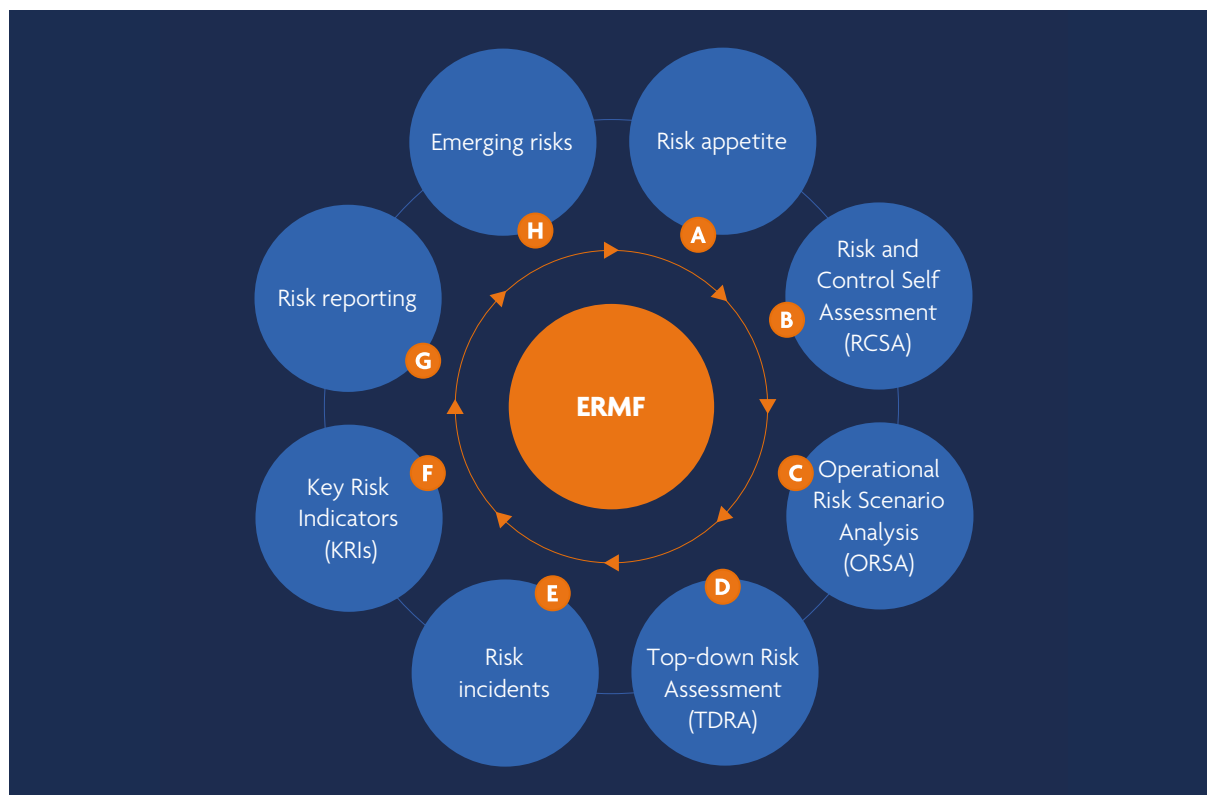 Emerging risks
H
Risk appetite
A
Risk and
Control Self
Assessment
(RCSA)
B
Operational
Risk Scenario
Analysis
(ORSA)
C
Top-down Risk
Assessment
(TDRA)
D
Risk
incidents
E
Key Risk
Indicators
(KRIs)
F
Risk reporting
G
ERMF